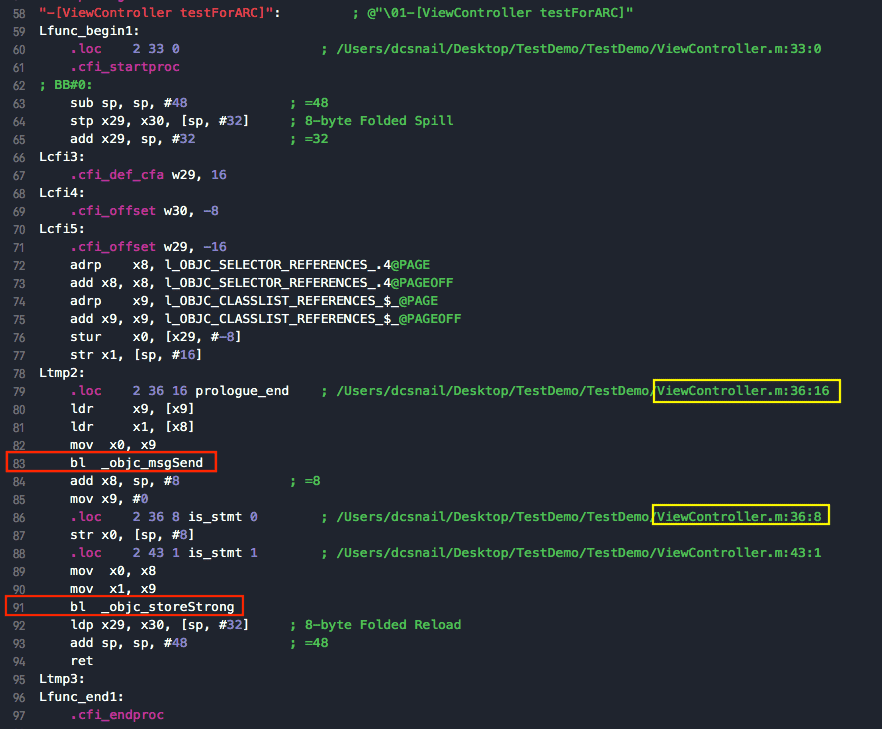 58 "-[ViewController testForARC]": ; @"\01-[ViewController testForARC]"
59 Lfunc_begin1:
60 .loc 2 33 0 ; /Users/dcsnail/Desktop/TestDemo/TestDemo/ViewController.m:33:0
61 .cfi_startproc
62 ; BB#0:
63 sub sp, sp, #48 ; =48
64 stp x29, x30, [sp, #32] ; 8-byte Folded Spill
65 add x29, sp, #32 ; =32
66 Lcfi3:
67 .cfi_def_cfa w29, 16
68 Lcfi4:
69 .cfi_offset w30, -8
70 Lcfi5:
71 .cfi_offset w29, -16
72 adrp x8, l_OBJC_SELECTOR_REFERENCES_.4@PAGE
73 add x8, x8, l_OBJC_SELECTOR_REFERENCES_.4@PAGEOFF
74 adrp x9, l_OBJC_CLASSLIST_REFERENCES_$_@PAGE
75 add x9, x9, l_OBJC_CLASSLIST_REFERENCES_$_@PAGEOFF
76 stur x0, [x29, #-8]
77 str x1, [sp, #16]
78 Ltmp2:
79 .loc 2 36 16 prologue_end ; /Users/dcsnail/Desktop/TestDemo/TestDemo/ViewController.m:36:16
80 ldr x9, [x9]
81 ldr x1, [x8]
82 mov x0, x9
83 bl _objc_msgSend
84 add x8, sp, #8 ; =8
85 mov x9, #0
86 .loc 2 36 8 is_stmt 0 ; /Users/dcsnail/Desktop/TestDemo/TestDemo/ViewController.m:36:8
87 str x0, [sp, #8]
88 .loc 2 43 1 is_stmt 1 ; /Users/dcsnail/Desktop/TestDemo/TestDemo/ViewController.m:43:1
89 mov x0, x8
90 mov x1, x9
91 bl _objc_storeStrong
92 ldp x29, x30, [sp, #32] ; 8-byte Folded Reload
93 add sp, sp, #48 ; =48
94 ret
95 Ltmp3:
96 Lfunc_end1:
97 .cfi_endproc